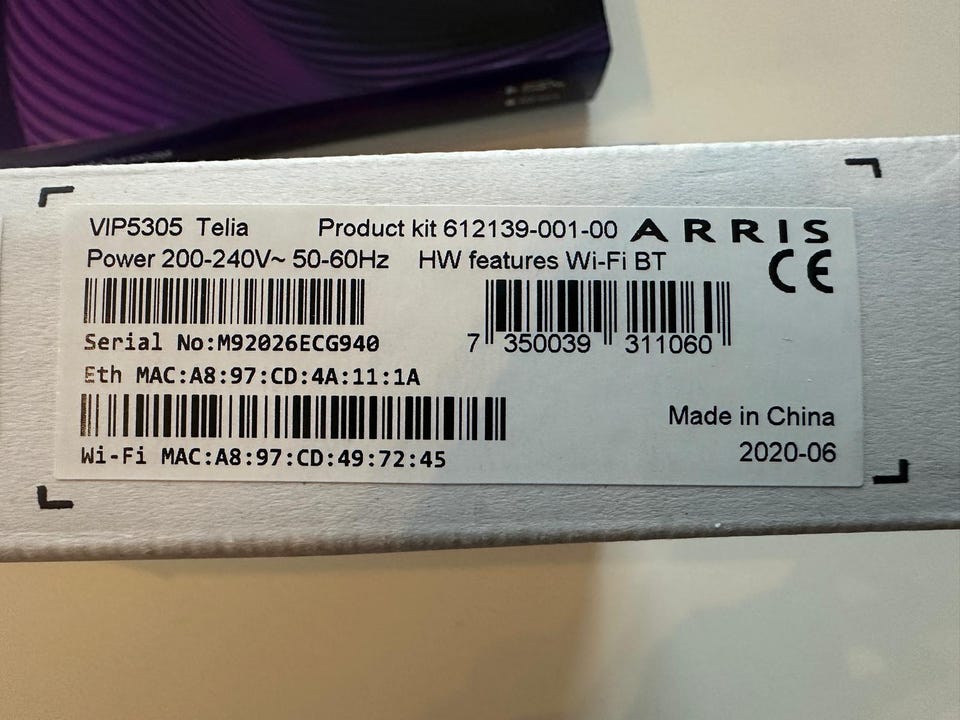 VIP5305 Telia Product kit 612139-001-00 ARRIS
Power 200-240V~ 50-60Hz HW features Wi-Fi BT CE
Serial No:M92026ECG940 7 350039 311060
Eth MAC:A8:97:CD:4A:11:1A
Made in China
Wi-Fi MAC:A8:97:CD:49:72:45 2020-06